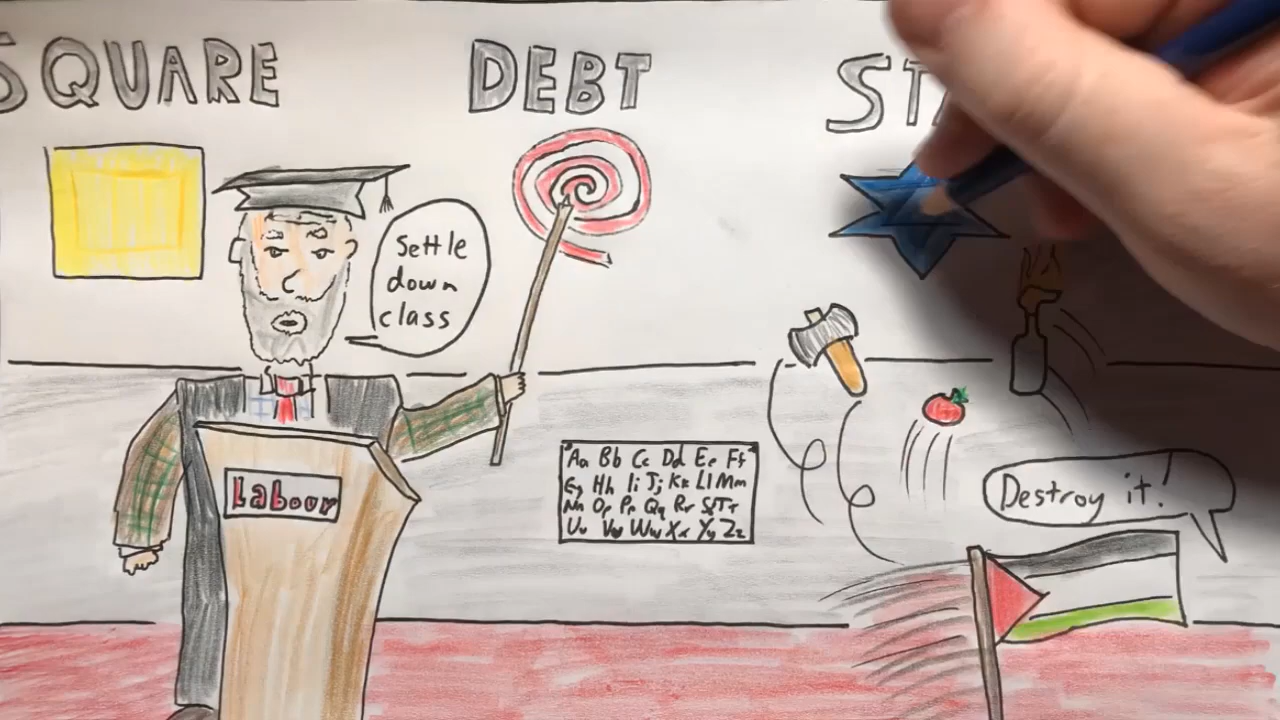 SQUARE
DEBT
STA
Settle
down
class
Labour
Aa Bb Cc Dd Ee Ff
Gg Hh Ii Jj Kk Ll Mm
Nn Oo Pp Qq Rr Ss Tt
Uu Vv Ww Xx Yy Zz
Destroy it!